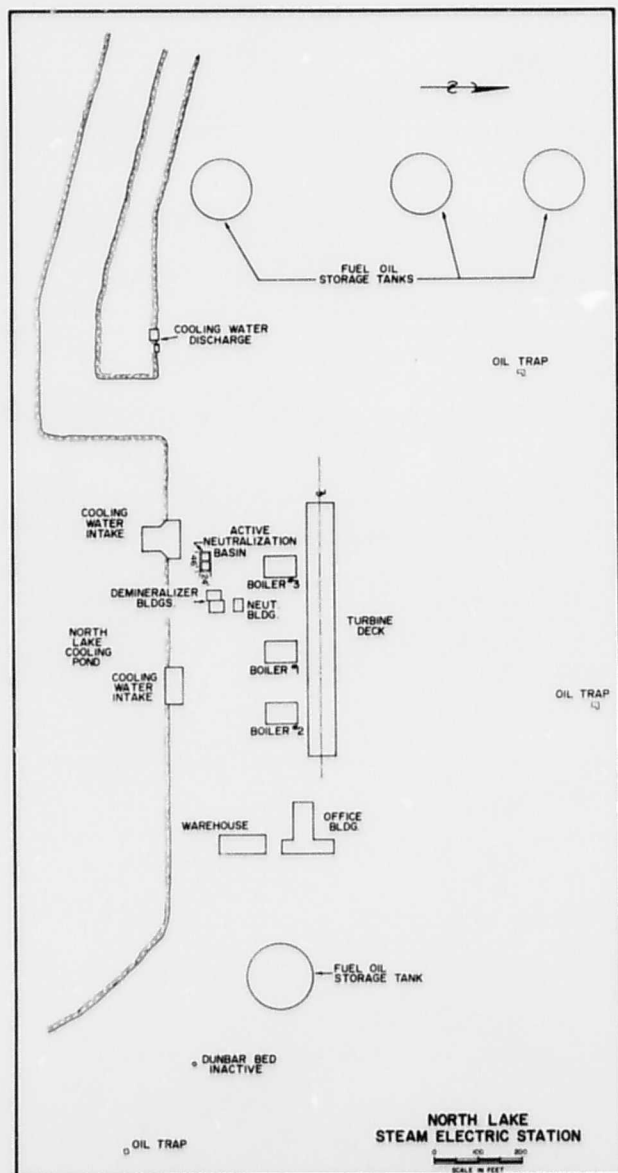 FUEL OIL
STORAGE TANKS
COOLING WATER
DISCHARGE
OIL TRAP
COOLING
WATER
INTAKE
ACTIVE
NEUTRALIZATION
BASIN
46'
24'
BOILER #3
DEMINERALIZER
BLDGS.
NEUT.
BLDG.
TURBINE
DECK
NORTH
LAKE
COOLING
POND
BOILER #1
COOLING
WATER
INTAKE
OIL TRAP
BOILER #2
WAREHOUSE
OFFICE
BLDG.
FUEL OIL
STORAGE TANK
DUNBAR BED
INACTIVE
OIL TRAP
NORTH LAKE
STEAM ELECTRIC STATION
0 100 200
SCALE IN FEET